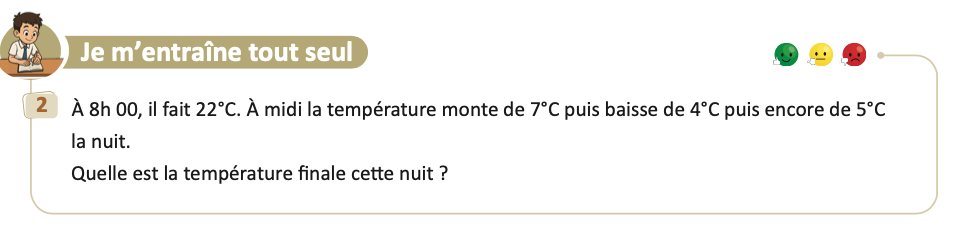 Je m'entraîne tout seul
2
À 8h 00, il fait 22°C. À midi la température monte de 7°C puis baisse de 4°C puis encore de 5°C
la nuit.
Quelle est la température finale cette nuit ?